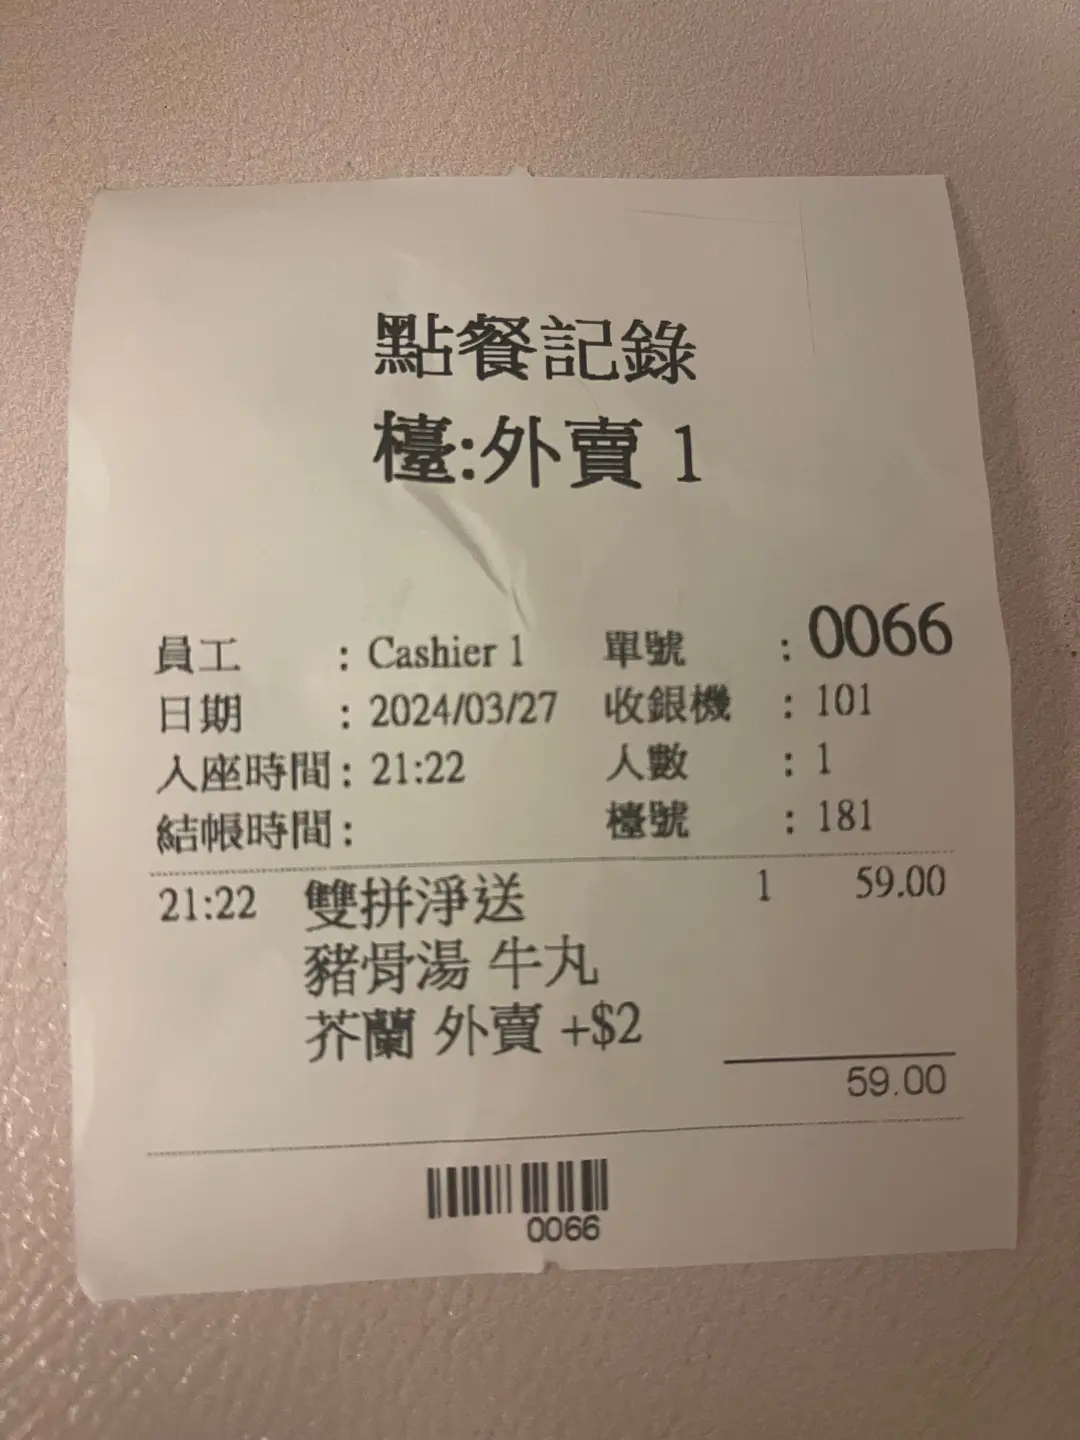 點餐記錄
檯:外賣 1
員工 : Cashier 1 單號 : 0066
日期 : 2024/03/27 收銀機 : 101
入座時間 : 21:22 人數 : 1
結帳時間 : 檯號 : 181
21:22 雙拼淨送 1 59.00
豬骨湯 牛丸
芥蘭 外賣 +$2
59.00
0066